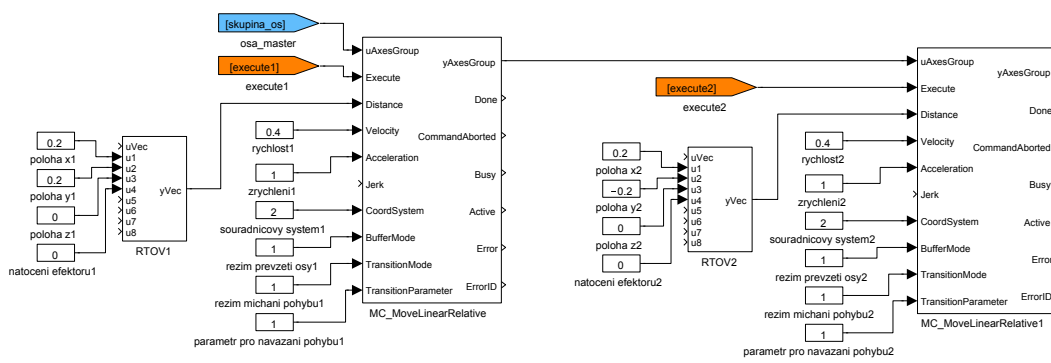 [skupina_os]
osa_master
[execute1]
execute1
0.2
poloha x1
0.2
poloha y1
0
poloha z1
0
natoceni efektoru1
uVec
u1
u2
u3
u4
u5
u6
u7
u8
yVec
RTOV1
0.4
rychlost1
1
zrychleni1
2
souradnicovy system1
1
rezim prevzeti osy1
1
rezim michani pohybu1
1
parametr pro navazani pohybu1
uAxesGroup
Execute
Distance
Velocity
Acceleration
Jerk
CoordSystem
BufferMode
TransitionMode
TransitionParameter
yAxesGroup
Done
CommandAborted
Busy
Active
Error
ErrorID
MC_MoveLinearRelative
[execute2]
execute2
0.2
poloha x2
−0.2
poloha y2
0
poloha z2
0
natoceni efektoru2
uVec
u1
u2
u3
u4
u5
u6
u7
u8
yVec
RTOV2
0.4
rychlost2
1
zrychleni2
2
souradnicovy system2
1
rezim prevzeti osy2
1
rezim michani pohybu2
1
parametr pro navazani pohybu2
uAxesGroup
Execute
Distance
Velocity
Acceleration
Jerk
CoordSystem
BufferMode
TransitionMode
TransitionParameter
yAxesGroup
Done
CommandAborted
Busy
Active
Error
ErrorID
MC_MoveLinearRelative1